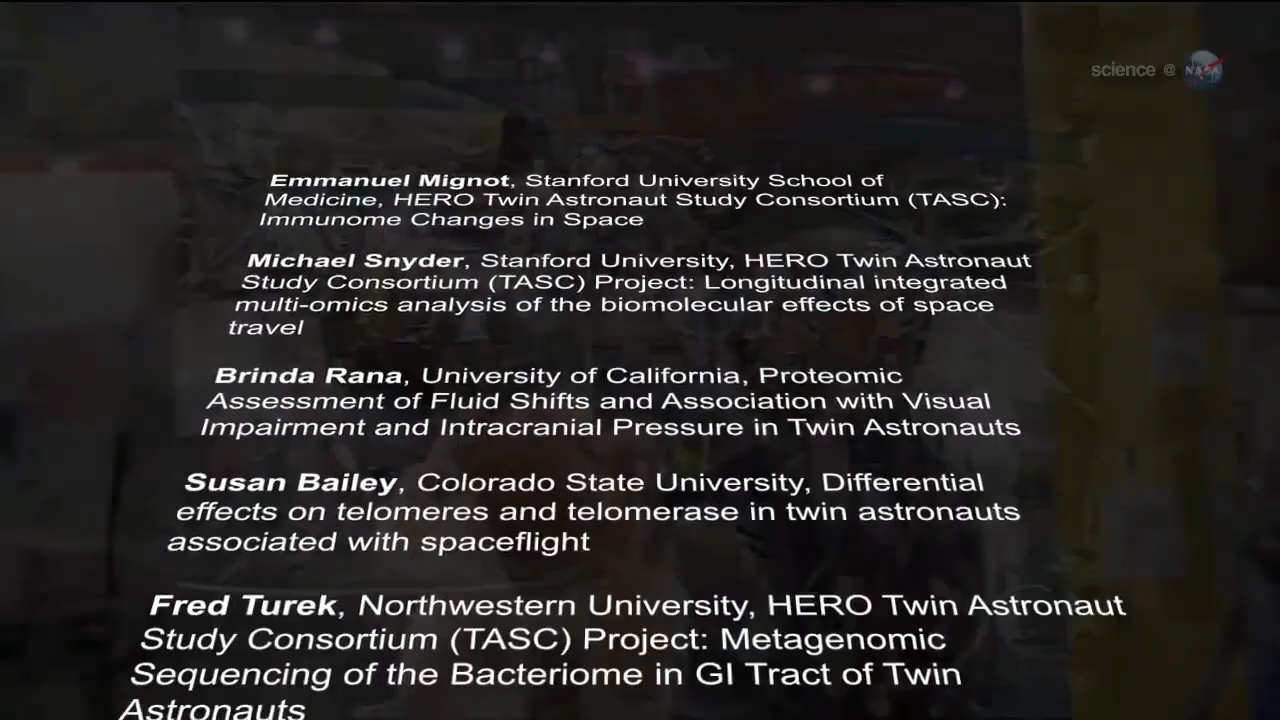 science @ NASA
Emmanuel Mignot, Stanford University School of
Medicine, HERO Twin Astronaut Study Consortium (TASC):
Immunome Changes in Space
Michael Snyder, Stanford University, HERO Twin Astronaut
Study Consortium (TASC) Project: Longitudinal integrated
multi-omics analysis of the biomolecular effects of space
travel
Brinda Rana, University of California, Proteomic
Assessment of Fluid Shifts and Association with Visual
Impairment and Intracranial Pressure in Twin Astronauts
Susan Bailey, Colorado State University, Differential
effects on telomeres and telomerase in twin astronauts
associated with spaceflight
Fred Turek, Northwestern University, HERO Twin Astronaut
Study Consortium (TASC) Project: Metagenomic
Sequencing of the Bacteriome in GI Tract of Twin
Astronauts